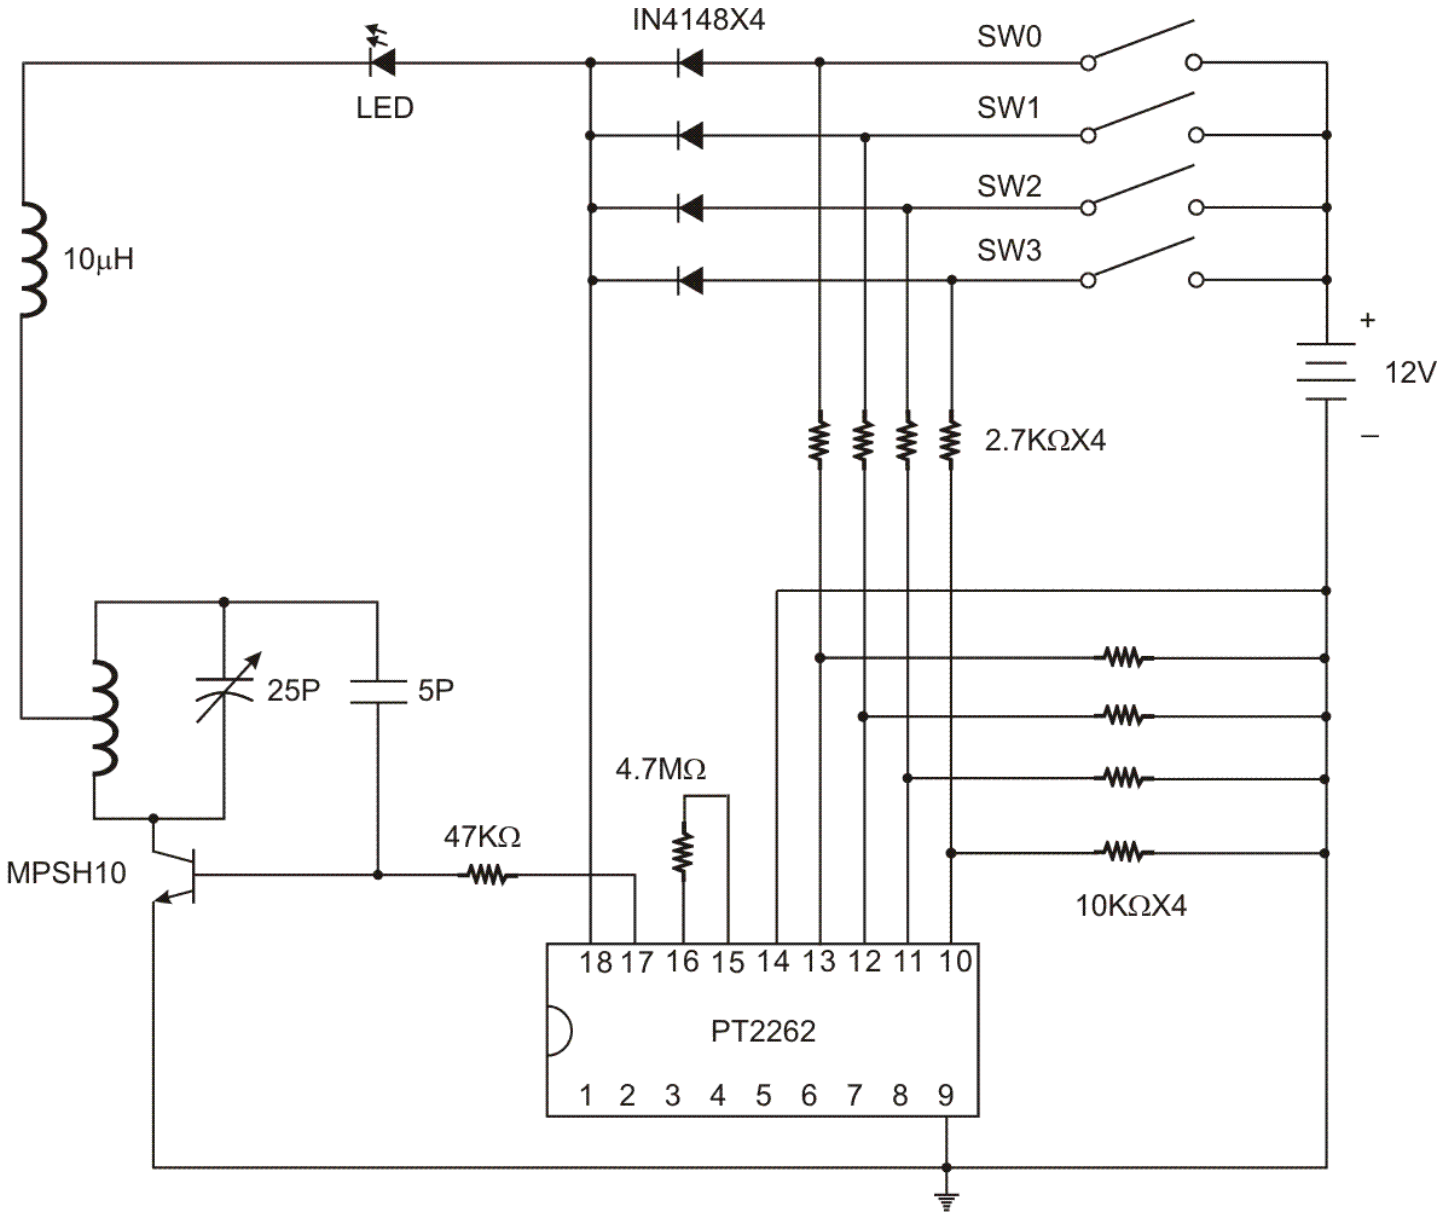 IN4148X4
SW0
LED
SW1
SW2
SW3
10μH
+
12V
2.7KΩX4
–
25P
5P
4.7MΩ
47KΩ
MPSH10
10KΩX4
18 17 16 15 14 13 12 11 10
PT2262
1 2 3 4 5 6 7 8 9